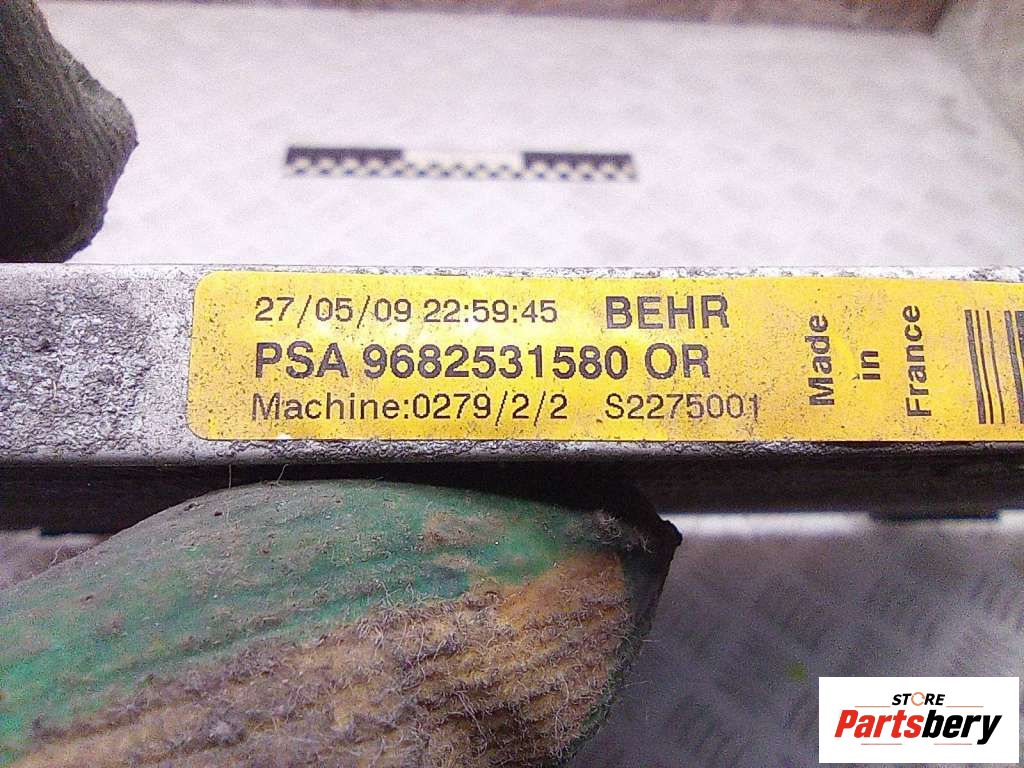 27/05/09 22:59:45 BEHR
PSA 9682531580 OR
Machine:0279/2/2 S2275001
Made
in
France
STORE
Partsbery